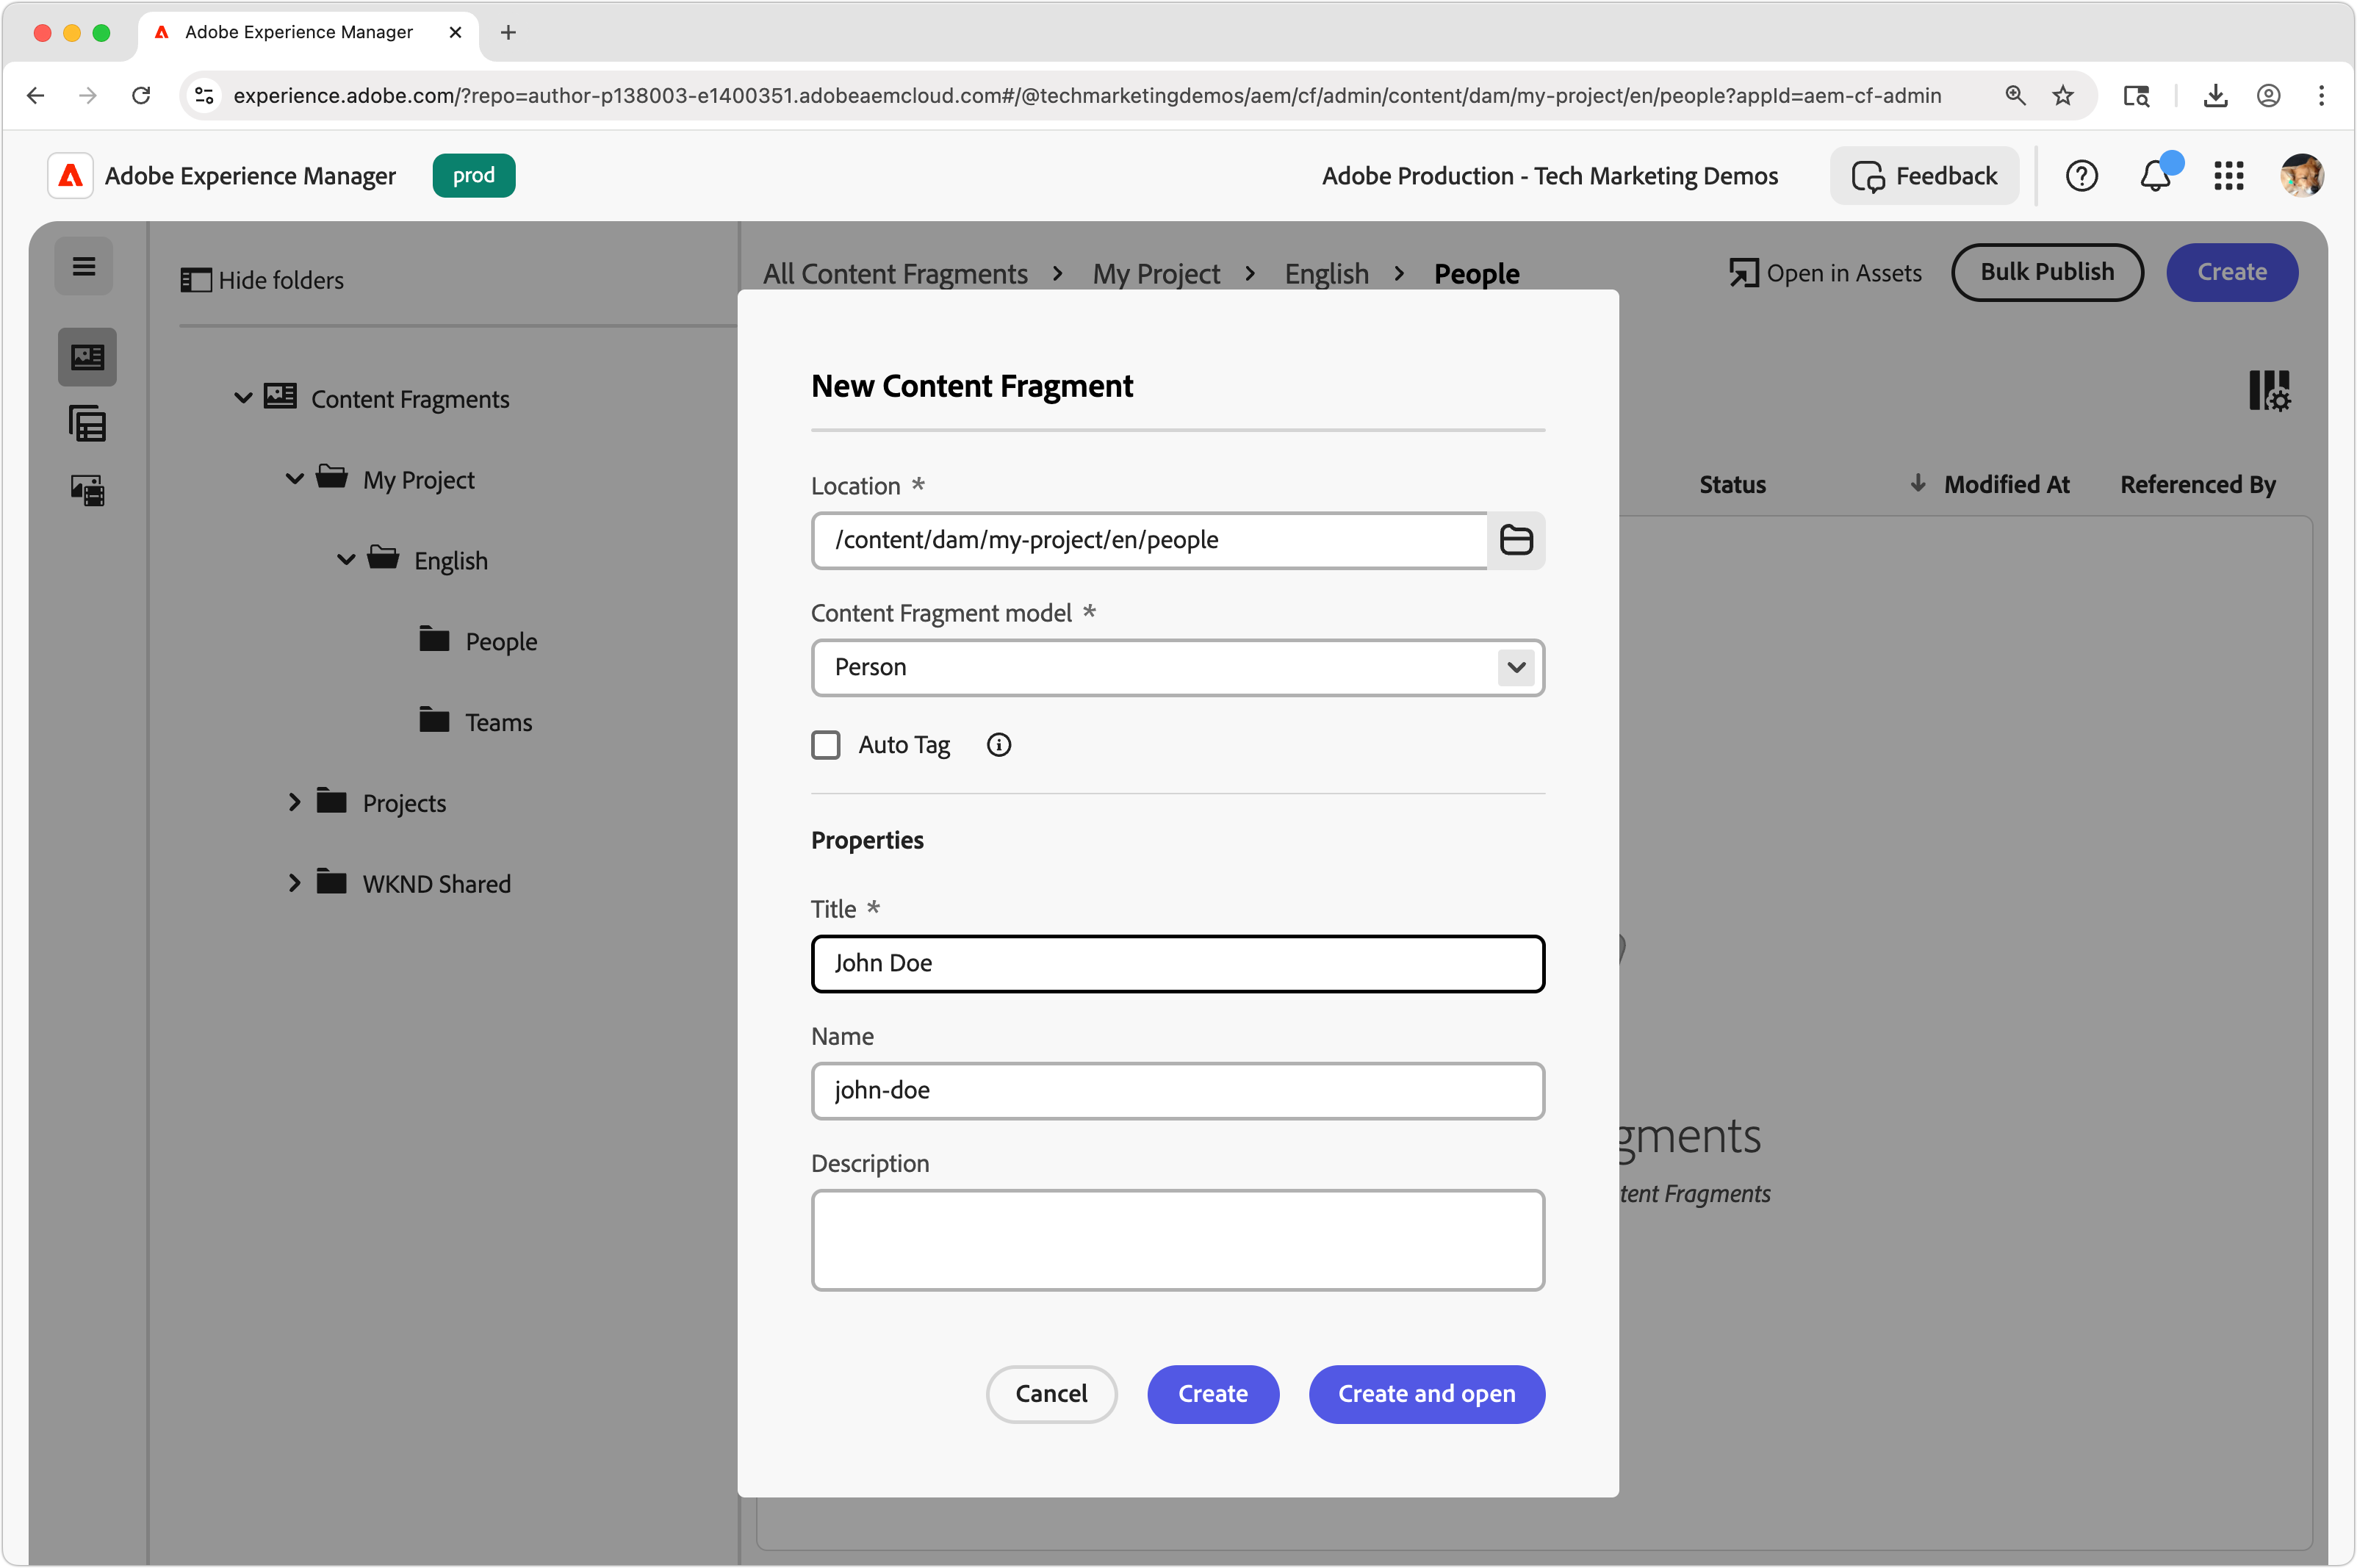 Adobe Experience Manager
experience.adobe.com/?repo=author-p138003-e1400351.adobeaemcloud.com#/@techmarketingdemos/aem/cf/admin/content/dam/my-project/en/people?appId=aem-cf-admin
Adobe Experience Manager prod Adobe Production - Tech Marketing Demos Feedback
Hide folders
Content Fragments
My Project
English
People
Teams
Projects
WKND Shared
All Content Fragments > My Project > English > People Open in Assets Bulk Publish Create
Status Modified At Referenced By
New Content Fragment
Location *
/content/dam/my-project/en/people
Content Fragment model *
Person
Auto Tag
Properties
Title *
John Doe
Name
john-doe
Description
Cancel Create Create and open
gments
tent Fragments